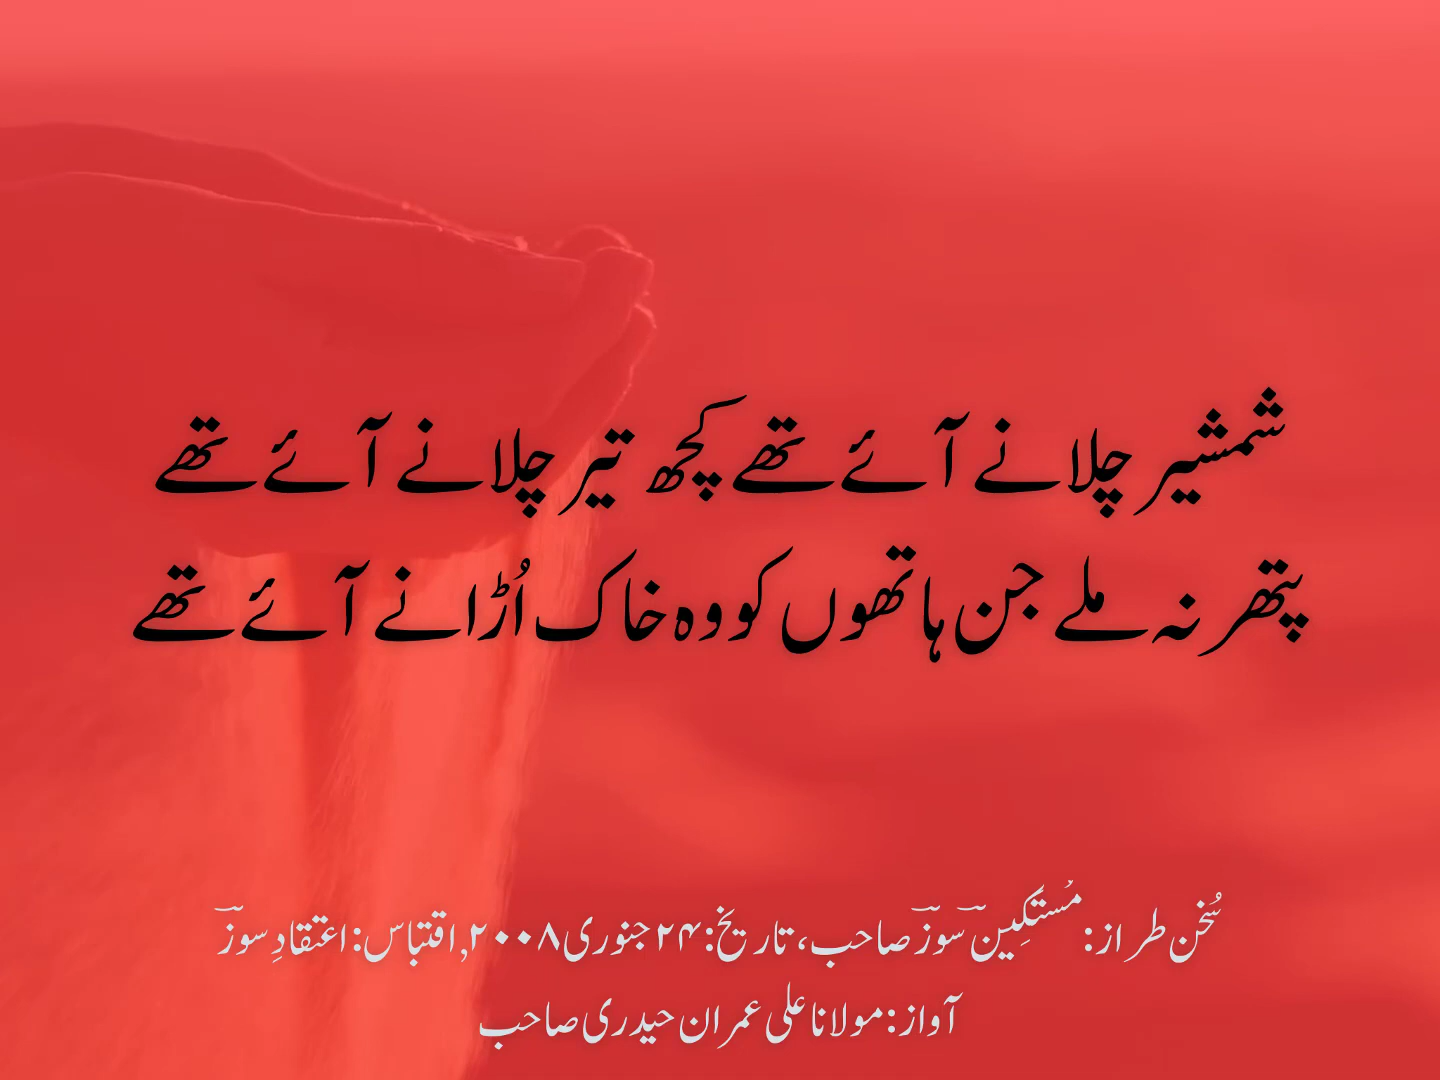 شمشیر چلانے آئے تھے کچھ تیر چلانے آئے تھے
پتھر نہ ملے جن ہاتھوں کو وہ خاک اُڑانے آئے تھے
سُخن طراز: مُستکِین سوزؔ صاحب، تاریخ: ۲۴ جنوری ۲۰۰۸, اقتباس: اعتقادِ سوزؔ
آواز: مولانا علی عمران حیدری صاحب